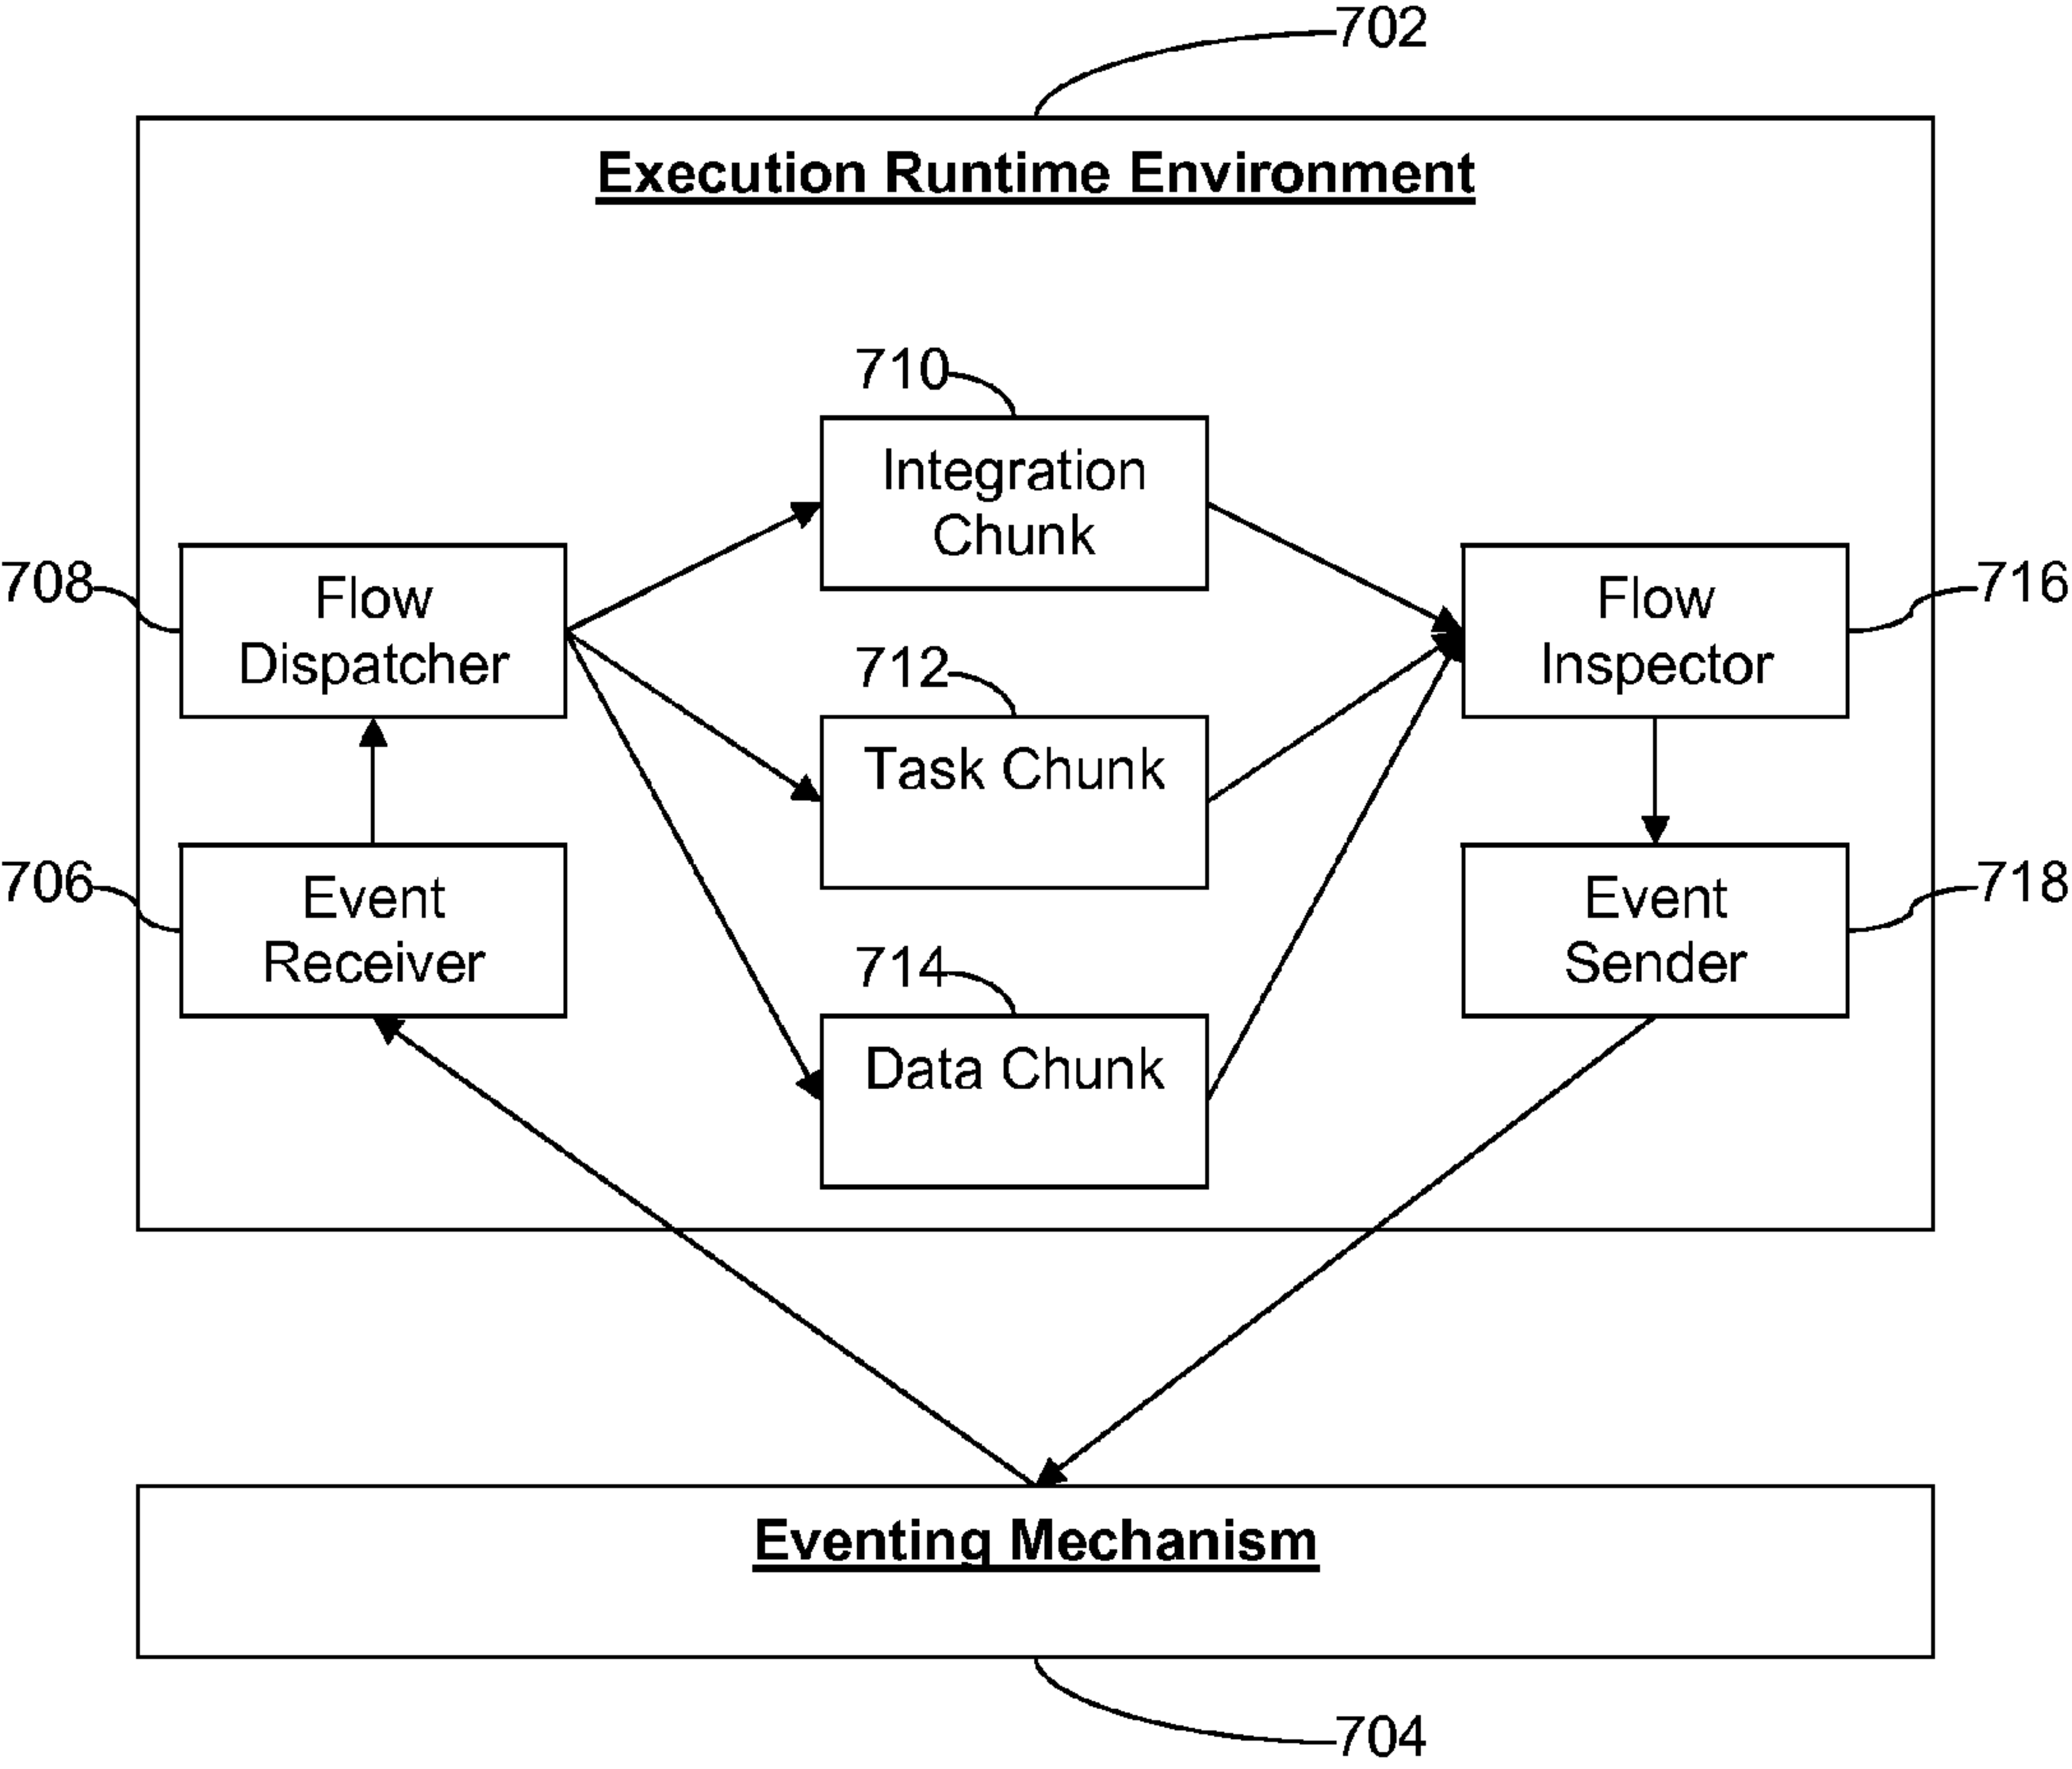 702
Execution Runtime Environment
710
Integration
Chunk
708
Flow
Dispatcher
716
Flow
Inspector
712
Task Chunk
706
Event
Receiver
718
Event
Sender
714
Data Chunk
Eventing Mechanism
704